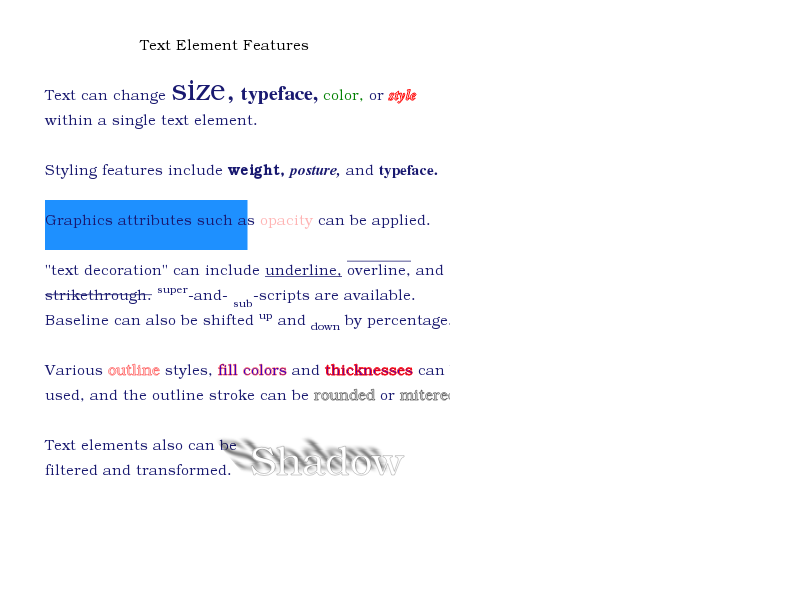 Text Element Features
Text can change size, typeface, color, or style
within a single text element.
Styling features include weight, posture, and typeface.
Graphics attributes such as opacity can be applied.
"text decoration" can include underline, overline, and
strikethrough. super-and- sub-scripts are available.
Baseline can also be shifted up and down by percentage.
Various outline styles, fill colors and thicknesses can
used, and the outline stroke can be rounded or mitere
Text elements also can be
filtered and transformed.
Shadow